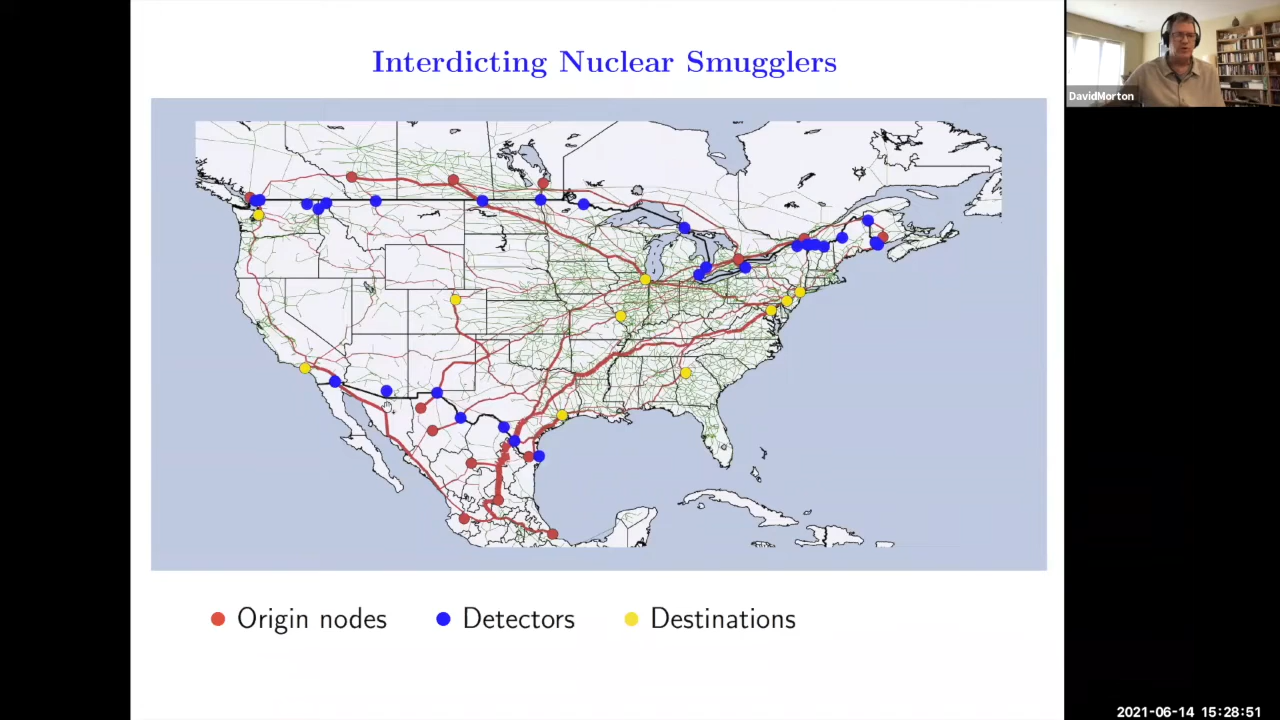 Interdicting Nuclear Smugglers
DavidMorton
Origin nodes
Detectors
Destinations
2021-06-14 15:28:51